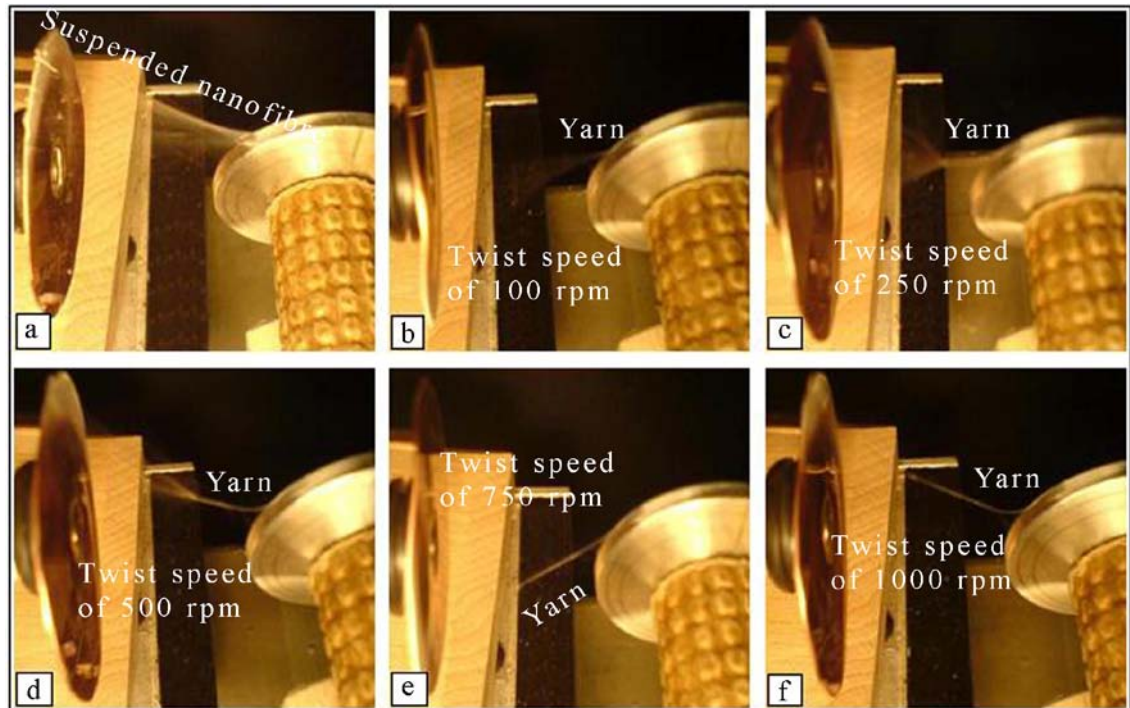 Suspended nanofibre
a
Yarn
Twist speed
of 100 rpm
b
Yarn
Twist speed
of 250 rpm
c
Yarn
Twist speed
of 500 rpm
d
Twist speed
of 750 rpm
Yarn
e
Yarn
Twist speed
of 1000 rpm
f